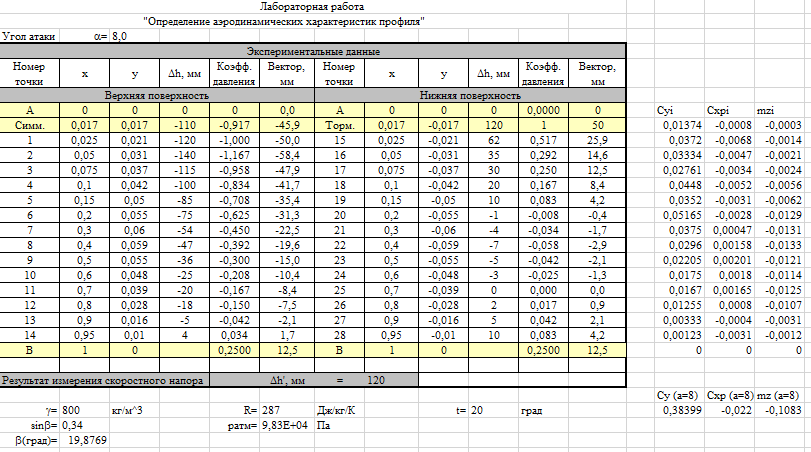 Лабораторная работа
"Определение аэродинамических характеристик профиля"
Угол атаки α= 8,0
Экспериментальные данные
Номер точки x y Δh, мм Коэфф. давления Вектор, мм Номер точки x y Δh, мм Коэфф. давления Вектор, мм
Верхняя поверхность Нижняя поверхность
A 0 0 0 0 0,0 A 0 0 0 0,0000 0 Cyi Cxpi mzi
Симм. 0,017 0,017 -110 -0,917 -45,9 Торм. 0,017 -0,017 120 1 50 0,01374 -0,0008 -0,0003
1 0,025 0,021 -120 -1,000 -50,0 15 0,025 -0,021 62 0,517 25,9 0,0372 -0,0068 -0,0014
2 0,05 0,031 -140 -1,167 -58,4 16 0,05 -0,031 35 0,292 14,6 0,03334 -0,0047 -0,0021
3 0,075 0,037 -115 -0,958 -47,9 17 0,075 -0,037 30 0,250 12,5 0,02761 -0,0034 -0,0024
4 0,1 0,042 -100 -0,834 -41,7 18 0,1 -0,042 20 0,167 8,4 0,0448 -0,0052 -0,0056
5 0,15 0,05 -85 -0,708 -35,4 19 0,15 -0,05 10 0,083 4,2 0,0352 -0,0031 -0,0062
6 0,2 0,055 -75 -0,625 -31,3 20 0,2 -0,055 -1 -0,008 -0,4 0,05165 -0,0028 -0,0129
7 0,3 0,06 -54 -0,450 -22,5 21 0,3 -0,06 -4 -0,034 -1,7 0,0375 0,00047 -0,0131
8 0,4 0,059 -47 -0,392 -19,6 22 0,4 -0,059 -7 -0,058 -2,9 0,0296 0,00158 -0,0133
9 0,5 0,055 -36 -0,300 -15,0 23 0,5 -0,055 -5 -0,042 -2,1 0,02205 0,00201 -0,0121
10 0,6 0,048 -25 -0,208 -10,4 24 0,6 -0,048 -3 -0,025 -1,3 0,0175 0,0018 -0,0114
11 0,7 0,039 -20 -0,167 -8,4 25 0,7 -0,039 0 0,000 0,0 0,0167 0,00165 -0,0125
12 0,8 0,028 -18 -0,150 -7,5 26 0,8 -0,028 2 0,017 0,9 0,01255 0,0008 -0,0107
13 0,9 0,016 -5 -0,042 -2,1 27 0,9 -0,016 5 0,042 2,1 0,00333 -0,0004 -0,0031
14 0,95 0,01 4 0,034 1,7 28 0,95 -0,01 10 0,083 4,2 0,00123 -0,0031 -0,0012
B 1 0 0,2500 12,5 B 1 0 0,2500 12,5 0 0 0
Результат измерения скоростного напора Δh', мм = 120
Cy (a=8) Cxp (a=8) mz (a=8)
γ= 800 кг/м^3 R= 287 Дж/кг/К t= 20 град 0,38399 -0,022 -0,1083
sinβ= 0,34 ратм= 9,83E+04 Па
β(град)= 19,8769